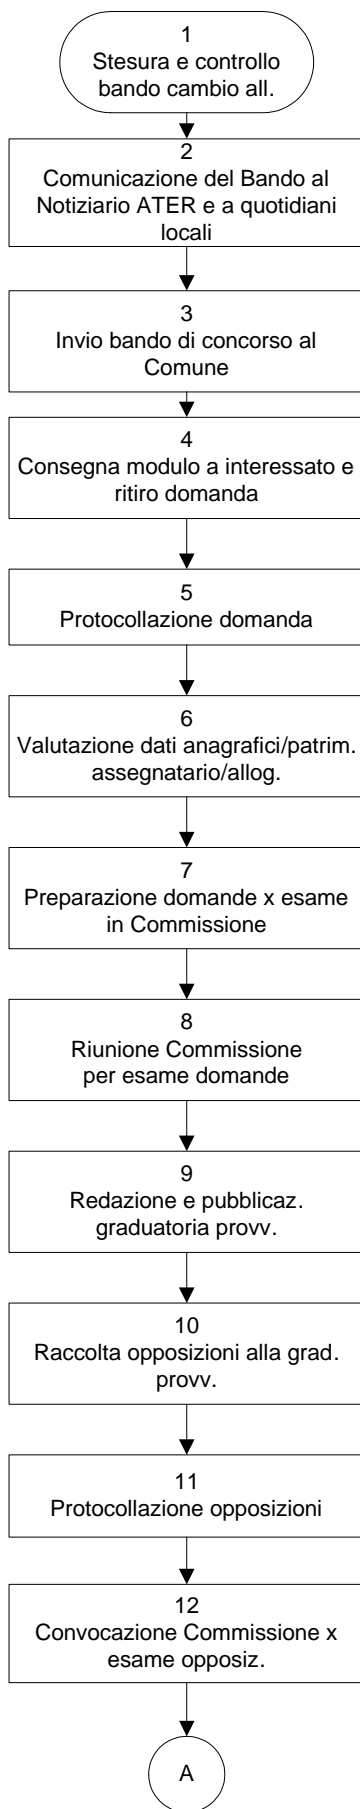 1
Stesura e controllo
bando cambio all.
2
Comunicazione del Bando al
Notiziario ATER e a quotidiani
locali
3
Invio bando di concorso al
Comune
4
Consegna modulo a interessato e
ritiro domanda
5
Protocollazione domanda
6
Valutazione dati anagrafici/patrim.
assegnatario/allog.
7
Preparazione domande x esame
in Commissione
8
Riunione Commissione
per esame domande
9
Redazione e pubblicaz.
graduatoria provv.
10
Raccolta opposizioni alla grad.
provv.
11
Protocollazione opposizioni
12
Convocazione Commissione x
esame opposiz.
A